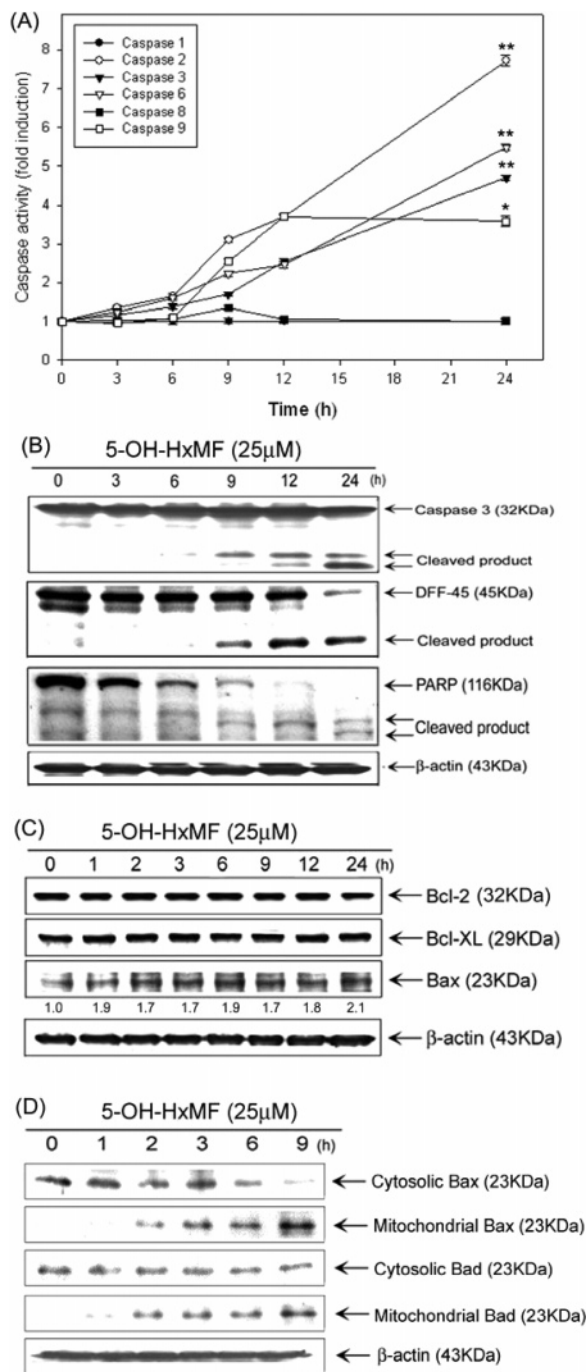 (A)
Caspase 1
Caspase 2
Caspase 3
Caspase 6
Caspase 8
Caspase 9
Caspase activity (fold induction)
8
7
6
5
4
3
2
1
0
**
**
**
*
0 3 6 9 12 15 18 21 24
Time (h)
(B)
5-OH-HxMF (25μM)
0 3 6 9 12 24 (h)
Caspase 3 (32KDa)
Cleaved product
DFF-45 (45KDa)
Cleaved product
PARP (116KDa)
Cleaved product
β-actin (43KDa)
(C)
5-OH-HxMF (25μM)
0 1 2 3 6 9 12 24 (h)
Bcl-2 (32KDa)
Bcl-XL (29KDa)
Bax (23KDa)
1.0 1.9 1.7 1.7 1.9 1.7 1.8 2.1
β-actin (43KDa)
(D)
5-OH-HxMF (25μM)
0 1 2 3 6 9 (h)
Cytosolic Bax (23KDa)
Mitochondrial Bax (23KDa)
Cytosolic Bad (23KDa)
Mitochondrial Bad (23KDa)
β-actin (43KDa)